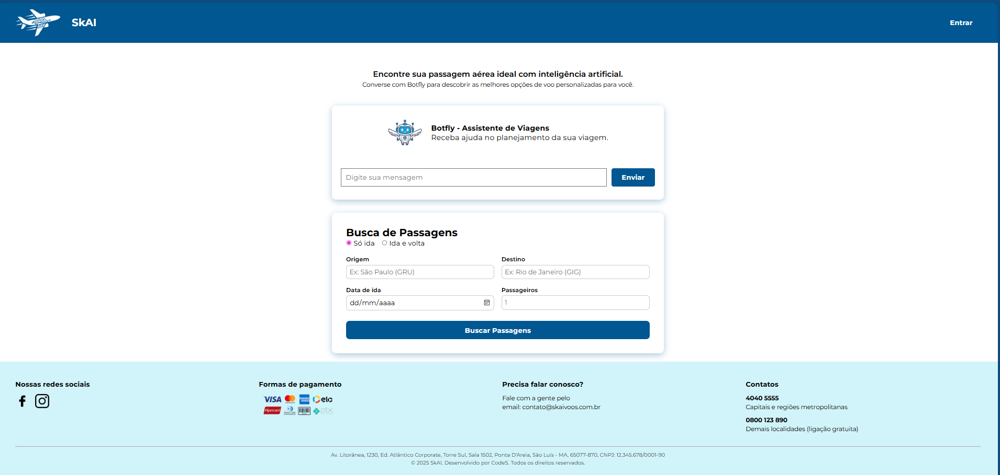 SkAI
Entrar
Encontre sua passagem aérea ideal com inteligência artificial.
Converse com Botfly para descobrir as melhores opções de voo personalizadas para você.
Botfly - Assistente de Viagens
Receba ajuda no planejamento da sua viagem.
Digite sua mensagem
Enviar
Busca de Passagens
Só ida Ida e volta
Origem
Ex: São Paulo (GRU)
Destino
Ex: Rio de Janeiro (GIG)
Data de ida
dd/mm/aaaa
Passageiros
1
Buscar Passagens
Nossas redes sociais
Formas de pagamento
VISA
elo
Hipercard
Diners Club
pix
Precisa falar conosco?
Fale com a gente pelo
email: contato@skaivoos.com.br
Contatos
4040 5555
Capitais e regiões metropolitanas
0800 123 890
Demais localidades (ligação gratuita)
Av. Litorânea, 1230, Ed. Atlântico Corporate, Torre Sul, Sala 1502, Ponta D'Areia, São Luís - MA, 65077-870, CNPJ: 12.345.678/0001-90
© 2025 SkAI. Desenvolvido por CodeS. Todos os direitos reservados.